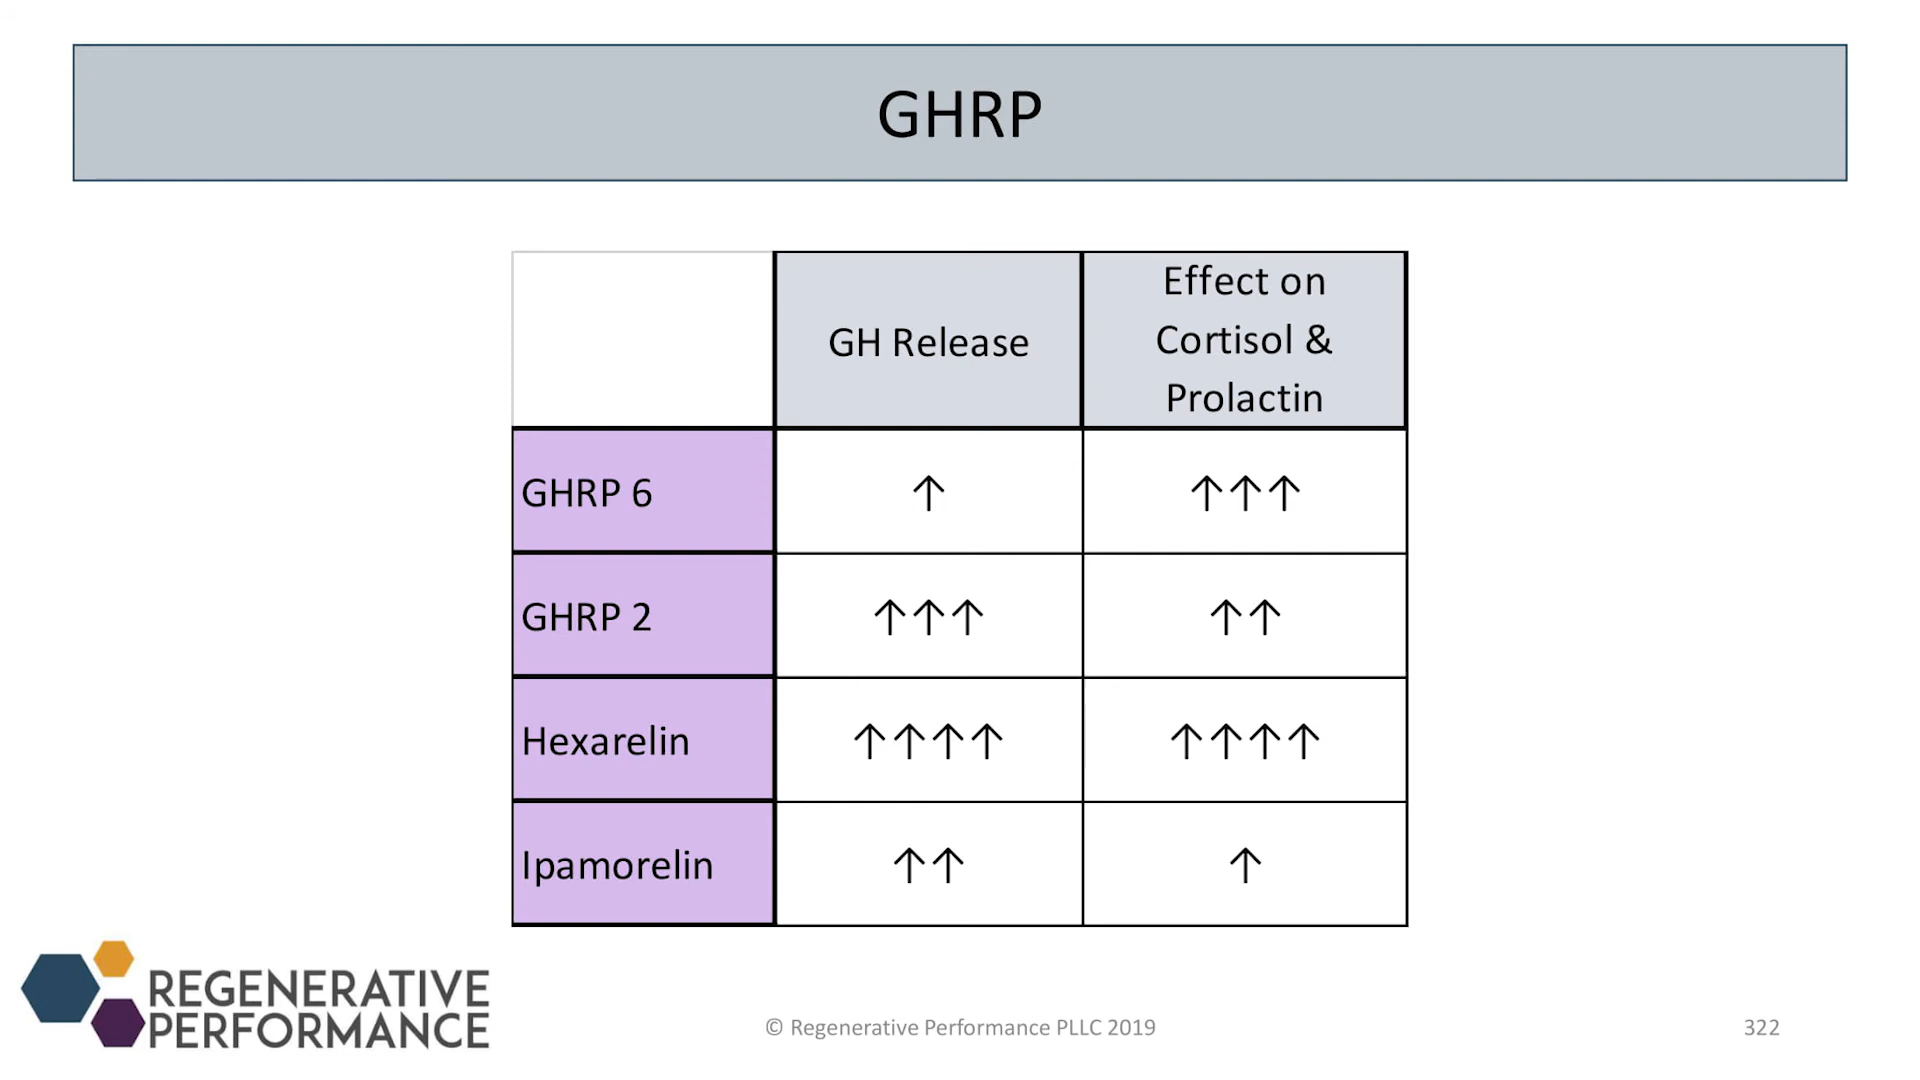 GHRP
GH Release
Effect on
Cortisol &
Prolactin
GHRP 6 ↑ ↑↑↑
GHRP 2 ↑↑↑ ↑↑
Hexarelin ↑↑↑↑ ↑↑↑↑
Ipamorelin ↑↑ ↑
REGENERATIVE
PERFORMANCE
© Regenerative Performance PLLC 2019
322